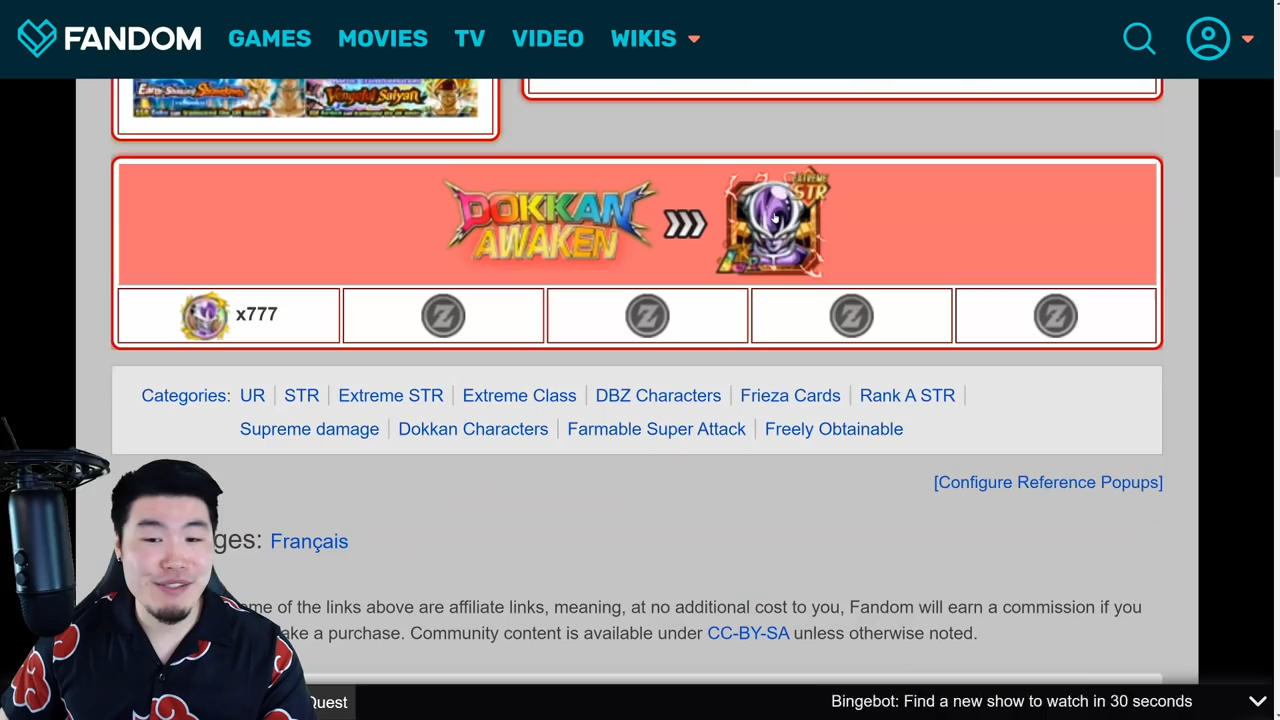 FANDOM GAMES MOVIES TV VIDEO WIKIS
Vengeful Saiyan
DOKKAN
AWAKEN
EXTREME
STR
x777
Z Z Z Z
Categories: UR STR Extreme STR Extreme Class DBZ Characters Frieza Cards Rank A STR
Supreme damage Dokkan Characters Farmable Super Attack Freely Obtainable
[Configure Reference Popups]
ges: Français
me of the links above are affiliate links, meaning, at no additional cost to you, Fandom will earn a commission if you
ake a purchase. Community content is available under CC-BY-SA unless otherwise noted.
Quest
Bingebot: Find a new show to watch in 30 seconds